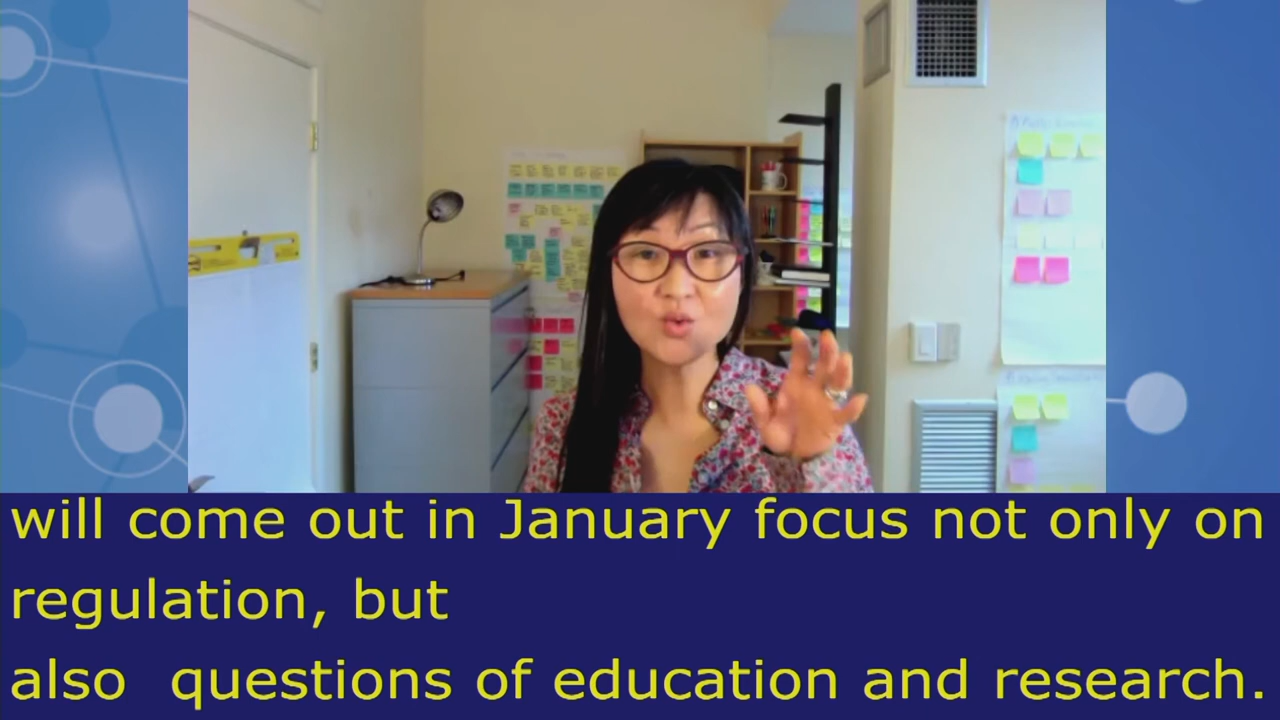 will come out in January focus not only on
regulation, but
also  questions of education and research.